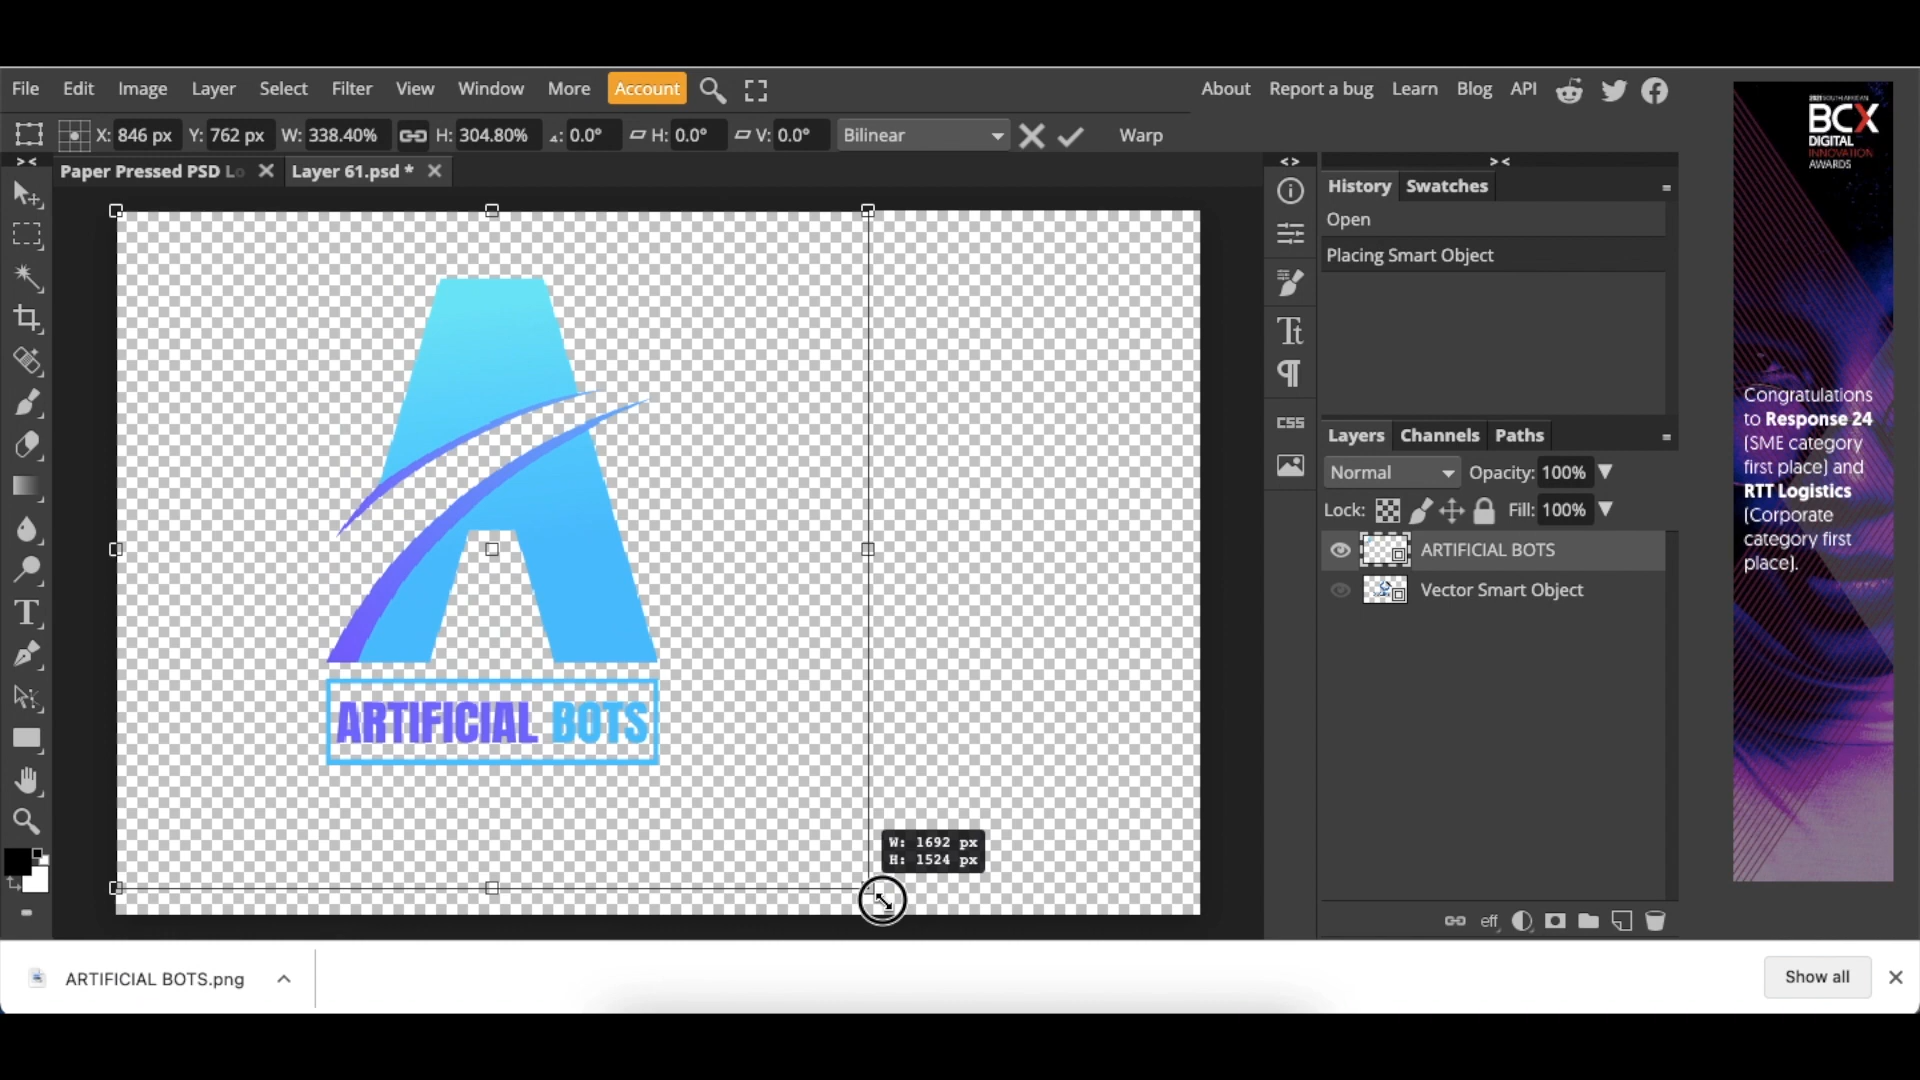 File Edit Image Layer Select Filter View Window More Account
About Report a bug Learn Blog API
X: 846 px Y: 762 px W: 338.40% H: 304.80% ⦞: 0.0° H: 0.0° V: 0.0° Bilinear Warp
Paper Pressed PSD Lo
Layer 61.psd *
> <
< >
> <
History Swatches
Open
Placing Smart Object
CSS
Layers Channels Paths
Normal Opacity: 100%
Lock: Fill: 100%
ARTIFICIAL BOTS
Vector Smart Object
eff
ARTIFICIAL BOTS
W: 1692 px
H: 1524 px
BCX
DIGITAL
INNOVATION
AWARDS
Congratulations
to Response 24
(SME category
first place) and
RTT Logistics
(Corporate
category first
place).
ARTIFICIAL BOTS.png
Show all